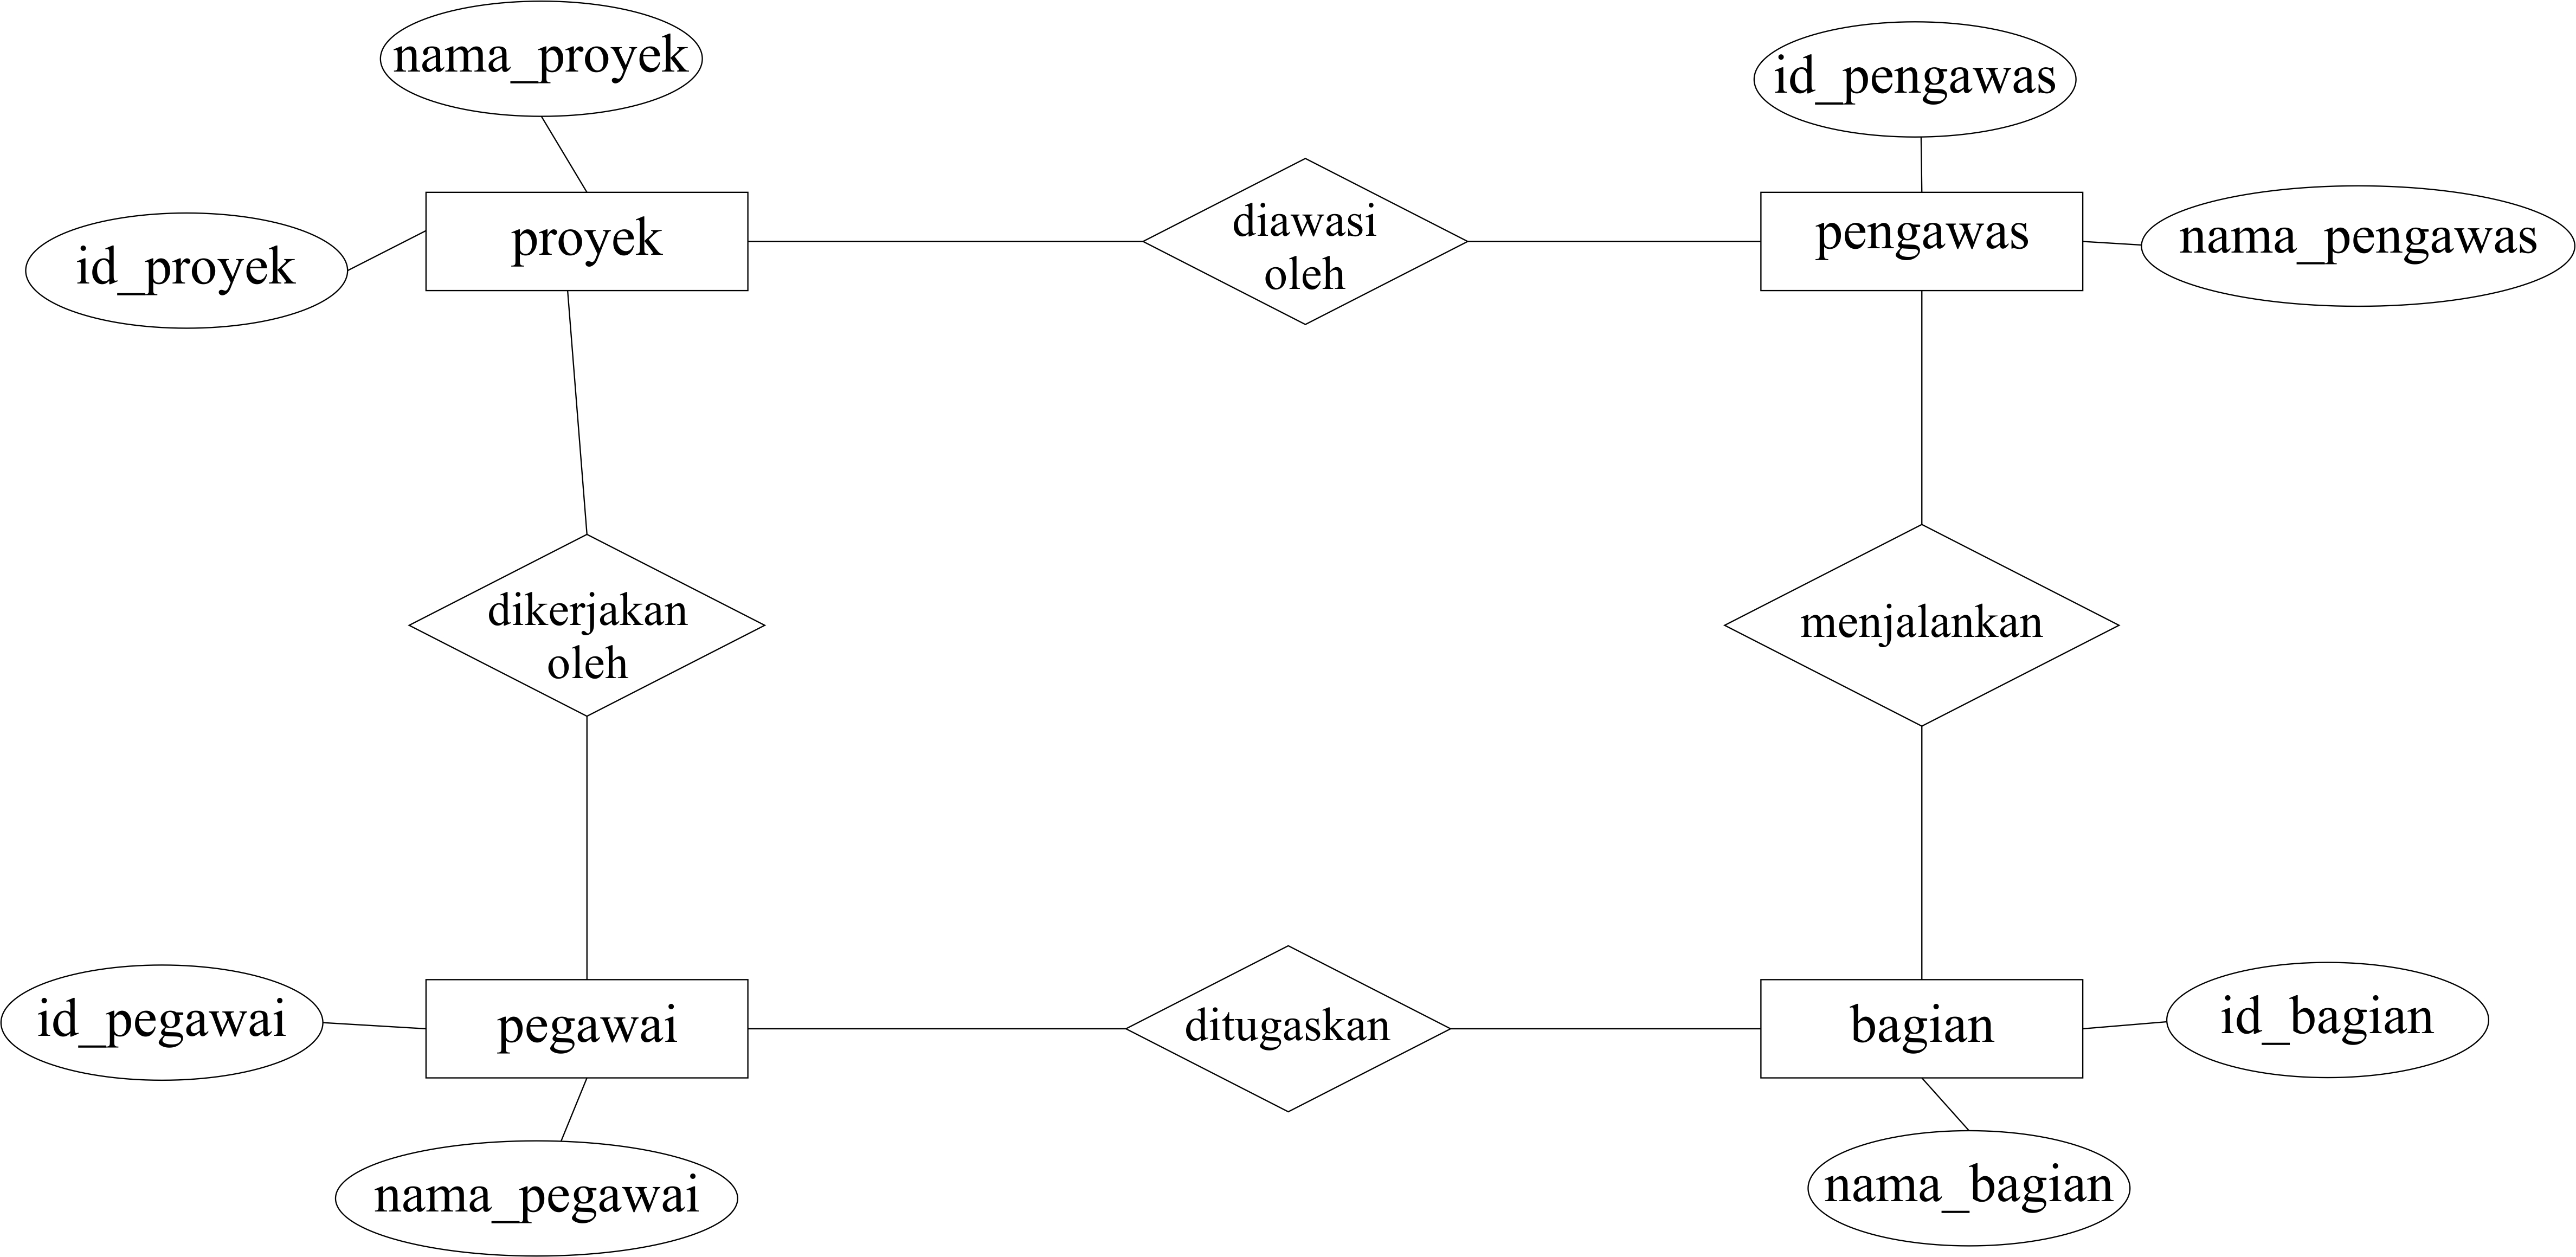 nama_proyek
id_pengawas
proyek
diawasi
oleh
pengawas
nama_pengawas
id_proyek
dikerjakan
oleh
menjalankan
id_pegawai
pegawai
ditugaskan
bagian
id_bagian
nama_pegawai
nama_bagian